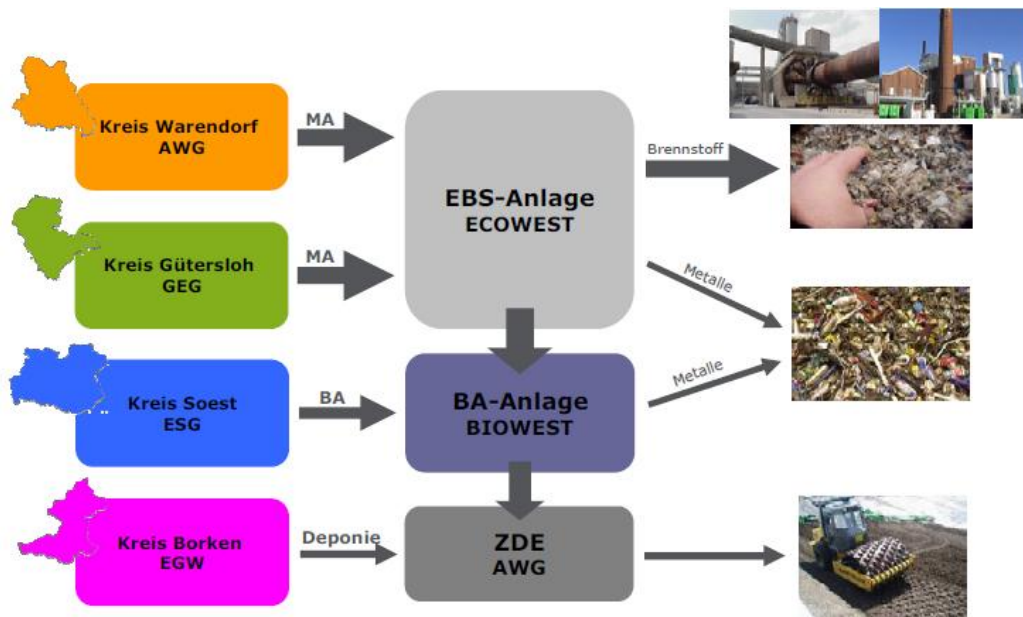 Kreis Warendorf
AWG
MA
EBS-Anlage
ECOWEST
Brennstoff
Kreis Gütersloh
GEG
MA
Metalle
Kreis Soest
ESG
BA
BA-Anlage
BIOWEST
Metalle
Kreis Borken
EGW
Deponie
ZDE
AWG